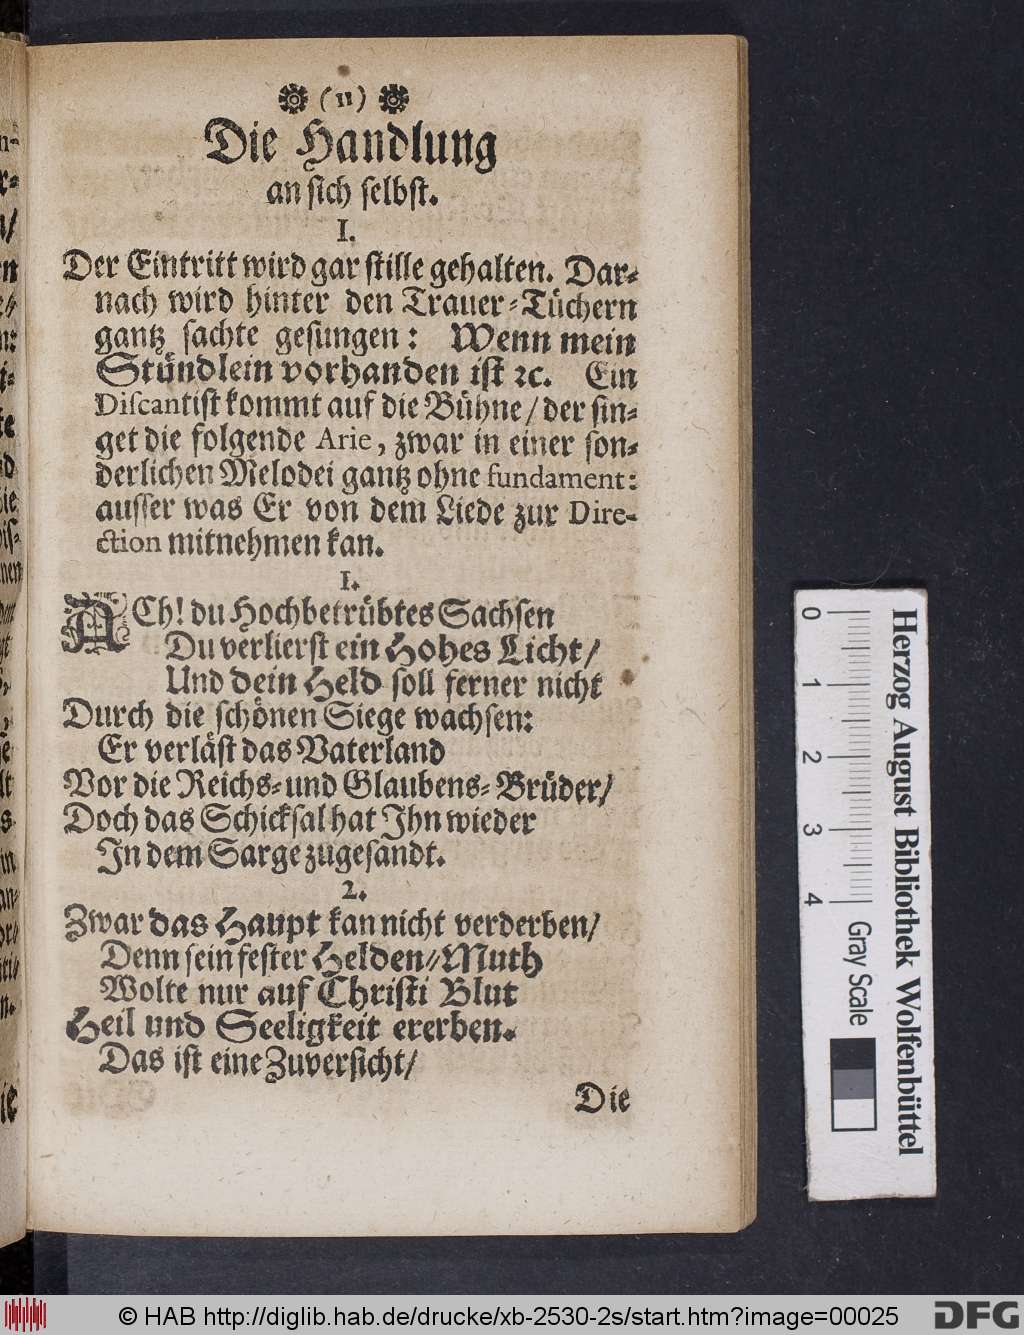 (11)
Die Handlung
an sich selbst.
I.
Der Eintritt wird gar stille gehalten. Dar-
nach wird hinter den Trauer-Tüchern
gantz sachte gesungen: Wenn mein
Stündlein vorhanden ist ꝛc. Ein
Discantist kommt auf die Bühne/ der sin-
get die folgende Arie, zwar in einer son-
derlichen Melodei gantz ohne fundament:
ausser was Er von dem Liede zur Dire-
ction mitnehmen kan.
1.
ACh! du Hochbetrübtes Sachsen
Du verlierst ein Hohes Licht/
Und dein Held soll ferner nicht
Durch die schönen Siege wachsen:
Er verläst das Vaterland
Vor die Reichs- und Glaubens-Brüder/
Doch das Schicksal hat Ihn wieder
In dem Sarge zugesandt.
2.
Zwar das Haupt kan nicht verderben/
Denn sein fester Helden-Muth
Wolte nur auf Christi Blut
Heil und Seeligkeit ererben.
Das ist eine Zuversicht/
Die
0 1 2 3 4
Gray Scale
Herzog August Bibliothek Wolfenbüttel
© HAB http://diglib.hab.de/drucke/xb-2530-2s/start.htm?image=00025
DFG